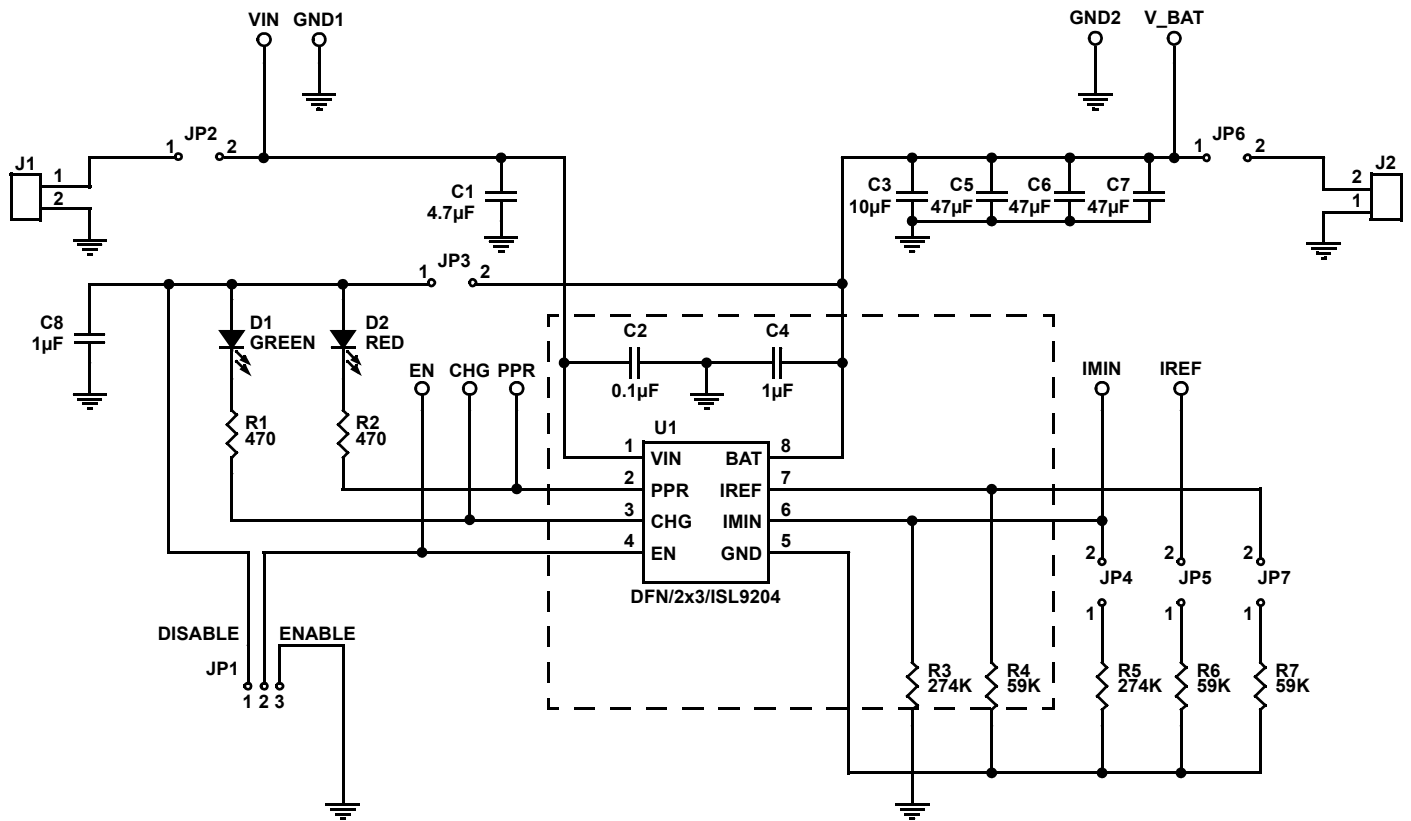 VIN GND1
GND2 V_BAT
1 JP2 2
1 JP6 2
J1
1
2
C1
4.7µF
C3
10µF
C5
47µF
C6
47µF
C7
47µF
J2
2
1
1 JP3 2
C8
1µF
D1
GREEN
D2
RED
C2
0.1µF
C4
1µF
EN CHG PPR
IMIN IREF
R1
470
R2
470
U1
1 VIN BAT 8
2 PPR IREF 7
3 CHG IMIN 6
4 EN GND 5
DFN/2x3/ISL9204
2 JP4 1
2 JP5 1
2 JP7 1
DISABLE ENABLE
JP1
1 2 3
R3
274K
R4
59K
R5
274K
R6
59K
R7
59K